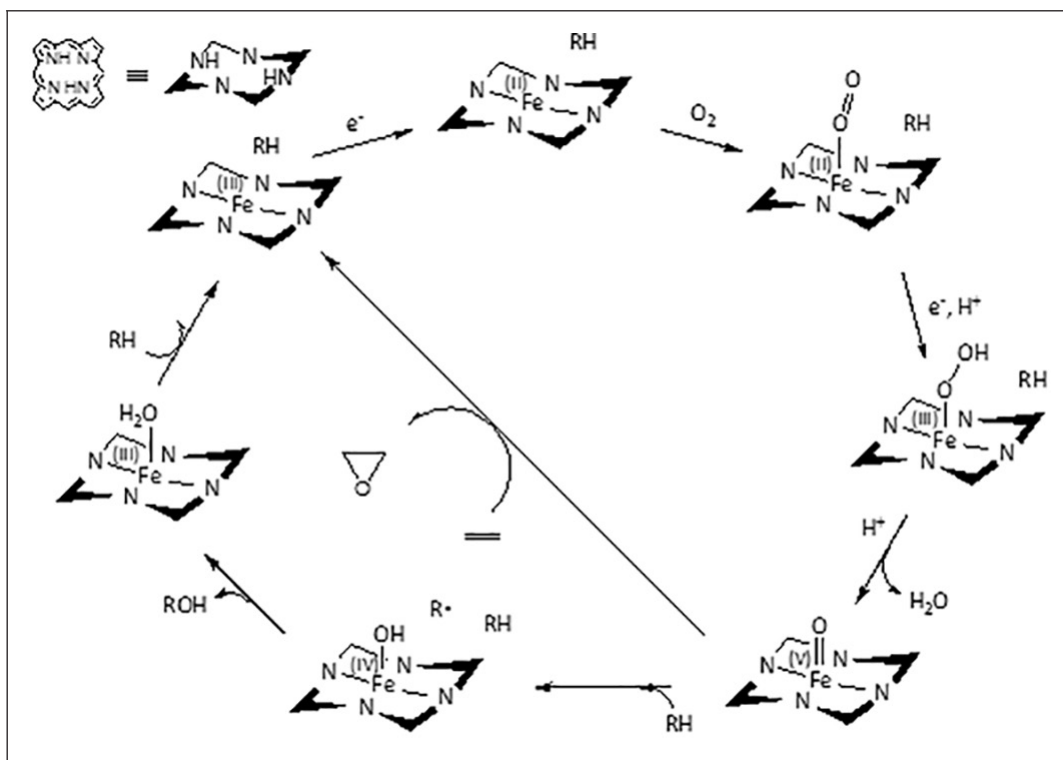 NH N
N HN
NH
N
N
HN
RH
(II)
N
N
Fe
N
N
e-
O2
O
O
RH
(II)
N
N
Fe
N
N
RH
(III)
N
N
Fe
N
N
e-, H+
OH
O
RH
(III)
N
N
Fe
N
N
RH
H2O
(III)
N
N
Fe
N
N
O
H+
H2O
ROH
R•
RH
OH
(IV)
N
N
Fe
N
N
RH
O
(V)
N
N
Fe
N
N